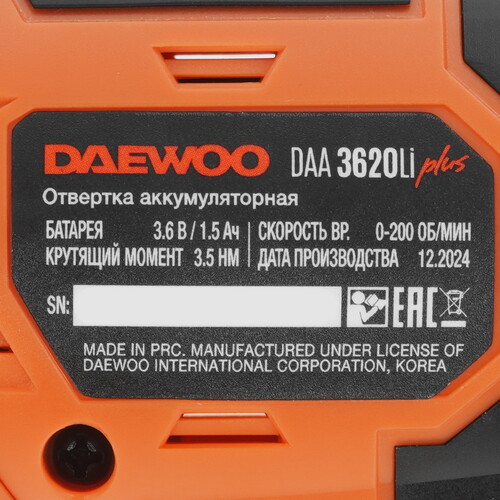 DAEWOO DAA 3620Li plus
Отвертка аккумуляторная
БАТАРЕЯ 3.6 В / 1.5 Ач СКОРОСТЬ ВР. 0-200 ОБ/МИН
КРУТЯЩИЙ МОМЕНТ 3.5 НМ ДАТА ПРОИЗВОДСТВА 12.2024
SN: EAC
MADE IN PRC. MANUFACTURED UNDER LICENSE OF
DAEWOO INTERNATIONAL CORPORATION, KOREA